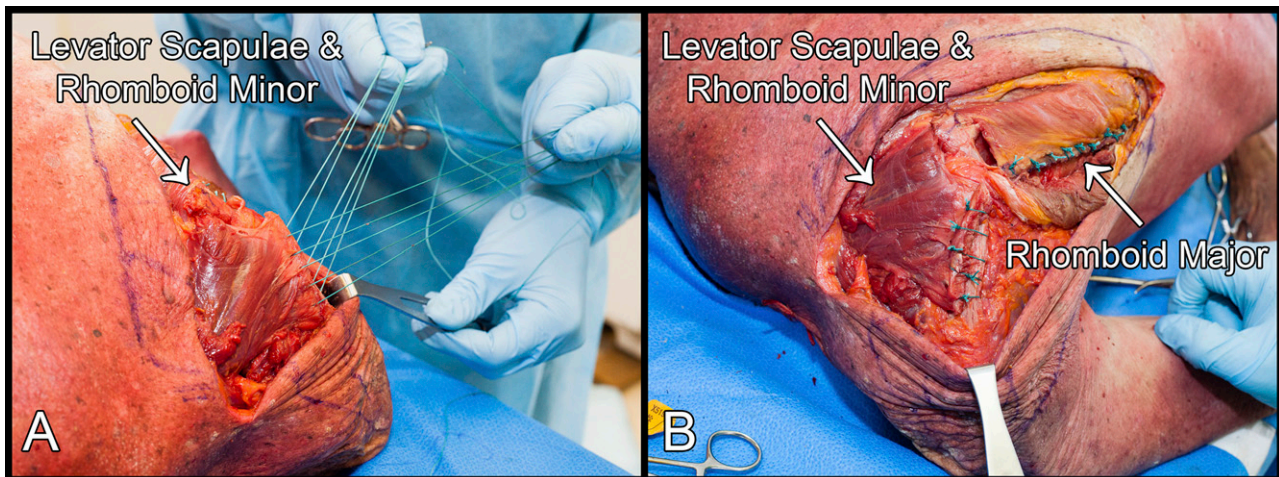 Levator Scapulae &
Rhomboid Minor
A
Levator Scapulae &
Rhomboid Minor
Rhomboid Major
B